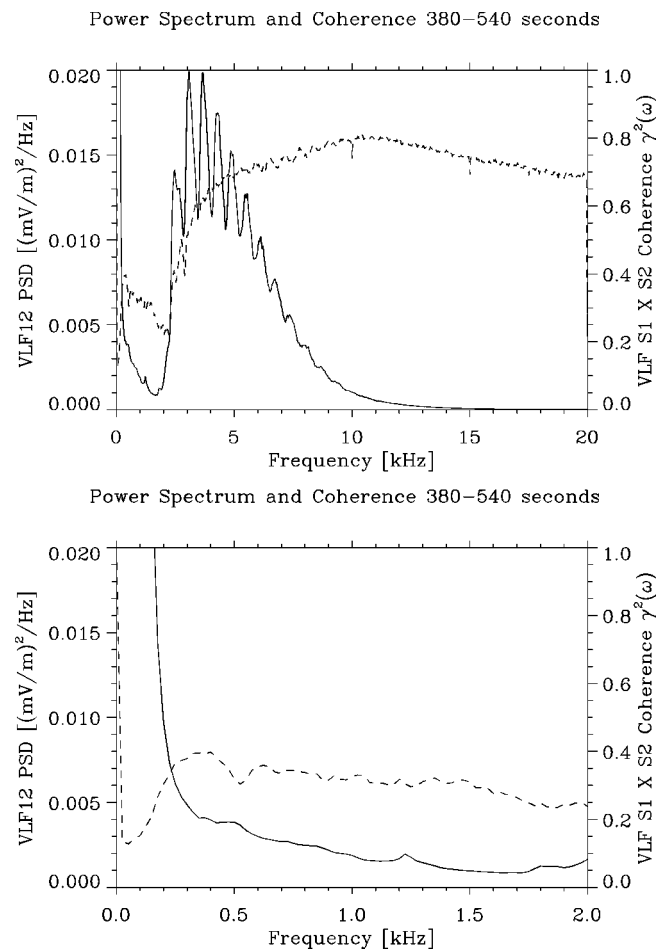 Power Spectrum and Coherence 380−540 seconds
VLF12 PSD [(mV/m)²/Hz]
0.020
0.015
0.010
0.005
0.000
1.0
0.8
0.6
0.4
0.2
0.0
VLF S1 X S2 Coherence γ²(ω)
0 5 10 15 20
Frequency [kHz]
Power Spectrum and Coherence 380−540 seconds
VLF12 PSD [(mV/m)²/Hz]
0.020
0.015
0.010
0.005
0.000
1.0
0.8
0.6
0.4
0.2
0.0
VLF S1 X S2 Coherence γ²(ω)
0.0 0.5 1.0 1.5 2.0
Frequency [kHz]